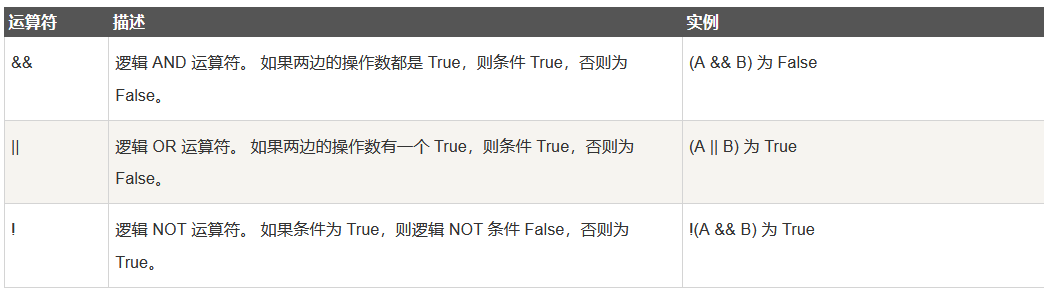 运算符 描述 实例
&& 逻辑 AND 运算符。 如果两边的操作数都是 True，则条件 True，否则为 (A && B) 为 False
False。
|| 逻辑 OR 运算符。 如果两边的操作数有一个 True，则条件 True，否则为 (A || B) 为 True
False。
! 逻辑 NOT 运算符。 如果条件为 True，则逻辑 NOT 条件 False，否则为 !(A && B) 为 True
True。